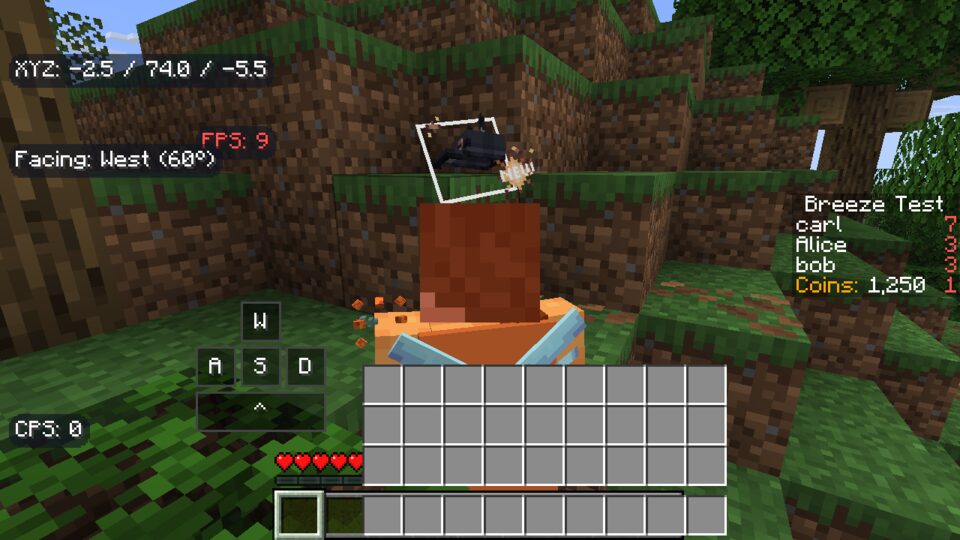 XYZ: -2.5 / 74.0 / -5.5
FPS: 9
Facing: West (60º)
Breeze Test
carl 7
Alice 3
bob 3
Coins: 1,250 1
W
A S D
^
CPS: 0